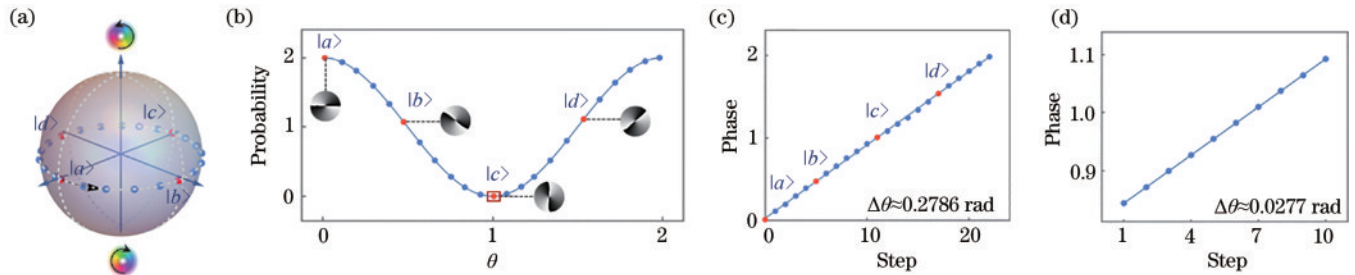 (a)
|d⟩
|c⟩
|a⟩
|b⟩
(b)
Probability
2
1
0
|a⟩
|b⟩
|c⟩
|d⟩
0
1
2
θ
(c)
Phase
2
1
0
|a⟩
|b⟩
|c⟩
|d⟩
Δθ≈0.2786 rad
0
10
20
Step
(d)
Phase
1.1
1.0
0.9
Δθ≈0.0277 rad
1
4
7
10
Step